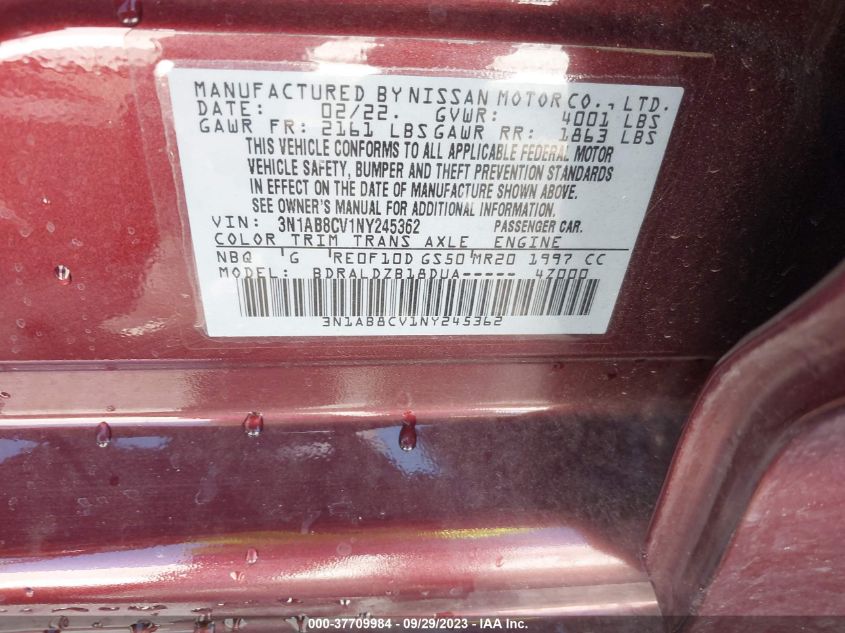 MANUFACTURED BY NISSAN MOTOR CO., LTD.
DATE: 02/22. GVWR: 4001 LBS
GAWR FR: 2161 LBS GAWR RR: 1863 LBS
THIS VEHICLE CONFORMS TO ALL APPLICABLE FEDERAL MOTOR
VEHICLE SAFETY, BUMPER AND THEFT PREVENTION STANDARDS
IN EFFECT ON THE DATE OF MANUFACTURE SHOWN ABOVE.
SEE OWNER'S MANUAL FOR ADDITIONAL INFORMATION.
VIN: 3N1AB8CV1NY245362 PASSENGER CAR.
COLOR TRIM TRANS AXLE ENGINE
NBQ G RE0F10D GS50 MR20 1997 CC
MODEL: BDRALDZB18DUA----- 4Z000
3N1AB8CV1NY245362
000-37709984 - 09/29/2023 - IAA Inc.